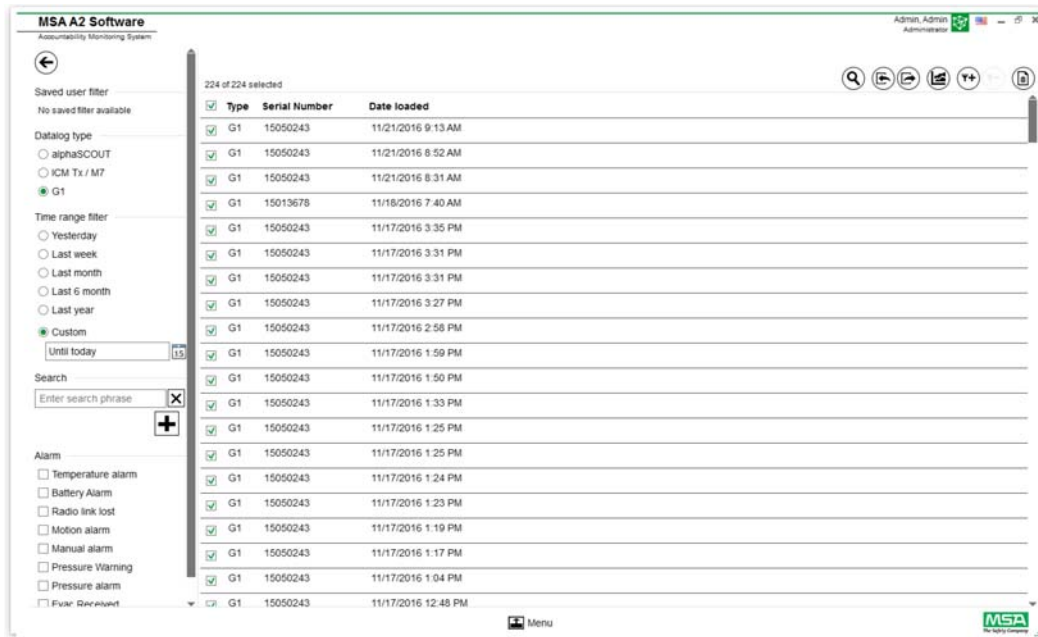 MSA A2 Software
Accountability Monitoring System
Admin, Admin
Administrator
Saved user filter
No saved filter available
Datalog type
alphaSCOUT
ICM Tx / M7
G1
Time range filter
Yesterday
Last week
Last month
Last 6 month
Last year
Custom
Until today
15
Search
Enter search phrase
Alarm
Temperature alarm
Battery Alarm
Radio link lost
Motion alarm
Manual alarm
Pressure Warning
Pressure alarm
Evac Received
224 of 224 selected
Type Serial Number Date loaded
G1 15050243 11/21/2016 9:13 AM
G1 15050243 11/21/2016 8:52 AM
G1 15050243 11/21/2016 8:31 AM
G1 15013678 11/18/2016 7:40 AM
G1 15050243 11/17/2016 3:35 PM
G1 15050243 11/17/2016 3:31 PM
G1 15050243 11/17/2016 3:31 PM
G1 15050243 11/17/2016 3:27 PM
G1 15050243 11/17/2016 2:58 PM
G1 15050243 11/17/2016 1:59 PM
G1 15050243 11/17/2016 1:50 PM
G1 15050243 11/17/2016 1:33 PM
G1 15050243 11/17/2016 1:25 PM
G1 15050243 11/17/2016 1:25 PM
G1 15050243 11/17/2016 1:24 PM
G1 15050243 11/17/2016 1:23 PM
G1 15050243 11/17/2016 1:19 PM
G1 15050243 11/17/2016 1:17 PM
G1 15050243 11/17/2016 1:04 PM
G1 15050243 11/17/2016 12:48 PM
Menu
MSA
The Safety Company